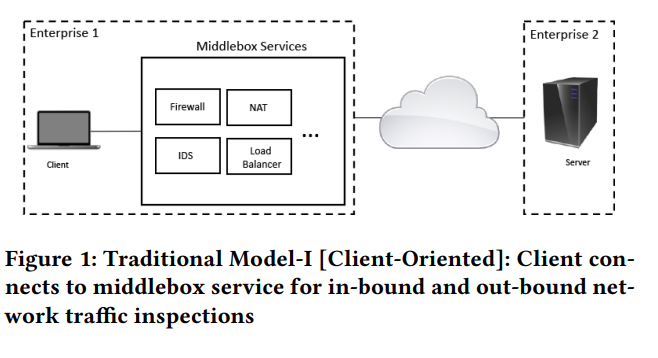 Enterprise 1
Middlebox Services
Firewall
NAT
IDS
Load
Balancer
...
Client
Enterprise 2
Server
Figure 1: Traditional Model-I [Client-Oriented]: Client con-
nects to middlebox service for in-bound and out-bound net-
work traffic inspections